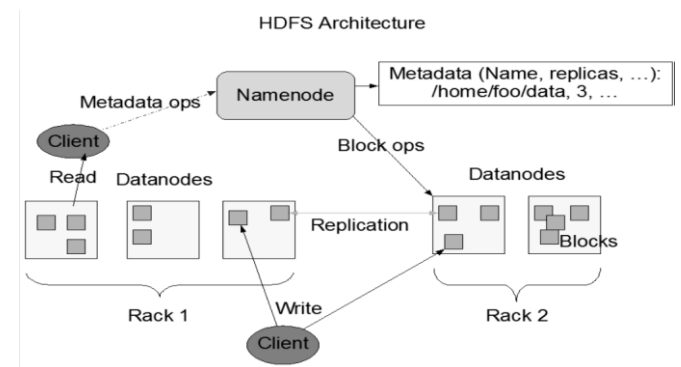 HDFS Architecture
Metadata (Name, replicas, ...):
/home/foo/data, 3, ...
Namenode
Metadata ops
Client
Block ops
Read
Datanodes
Datanodes
Replication
Blocks
Write
Rack 1
Rack 2
Client